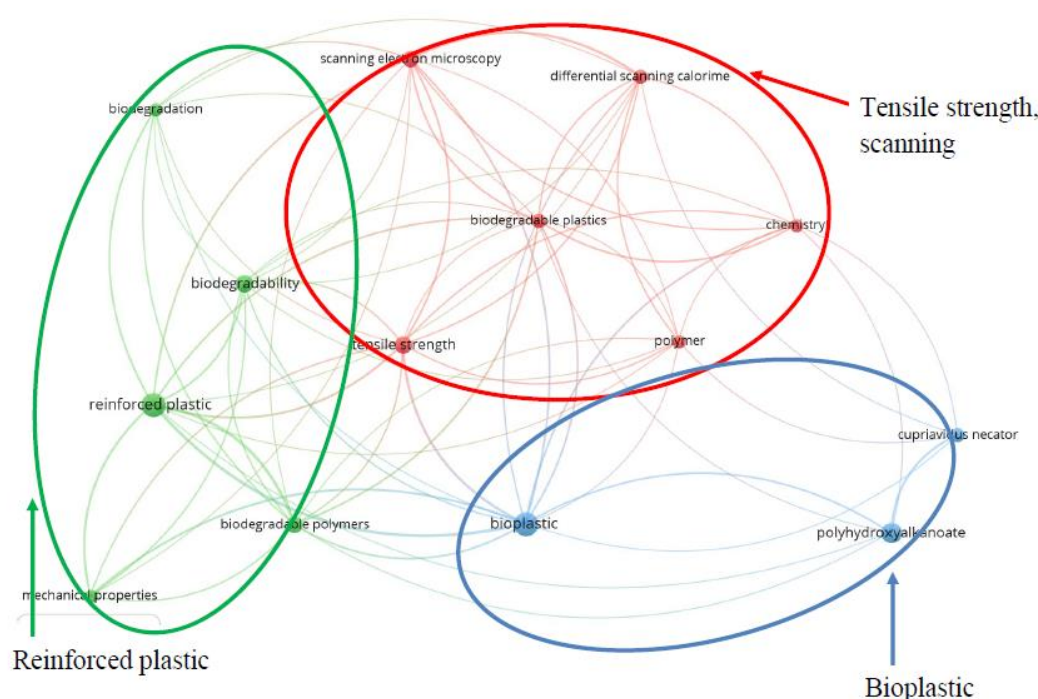 scanning electron microscopy
differential scanning calorime
biodegradation
Tensile strength,
scanning
biodegradable plastics
chemistry
biodegradability
tensile strength
polymer
reinforced plastic
cupriavidus necator
biodegradable polymers
bioplastic
polyhydroxyalkanoate
mechanical properties
Reinforced plastic
Bioplastic